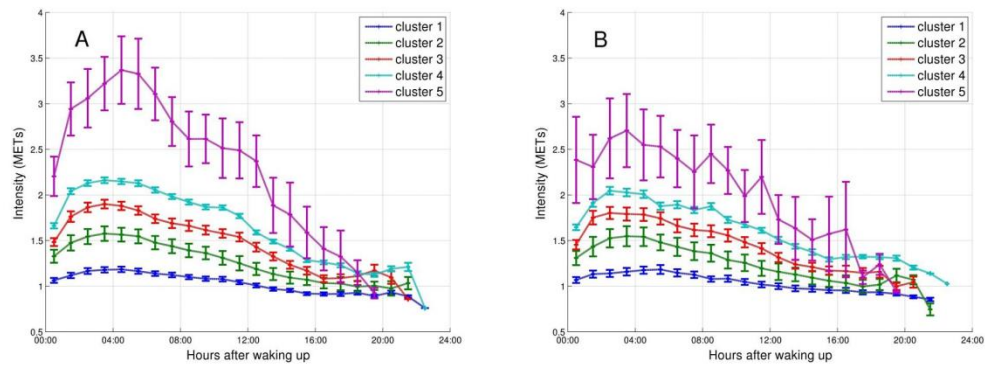 A
cluster 1
cluster 2
cluster 3
cluster 4
cluster 5
4
3.5
3
2.5
2
1.5
1
0.5
Intensity (METs)
00:00 04:00 08:00 12:00 16:00 20:00 24:00
Hours after waking up
B
cluster 1
cluster 2
cluster 3
cluster 4
cluster 5
4
3.5
3
2.5
2
1.5
1
0.5
Intensity (METs)
00:00 04:00 08:00 12:00 16:00 20:00 24:00
Hours after waking up